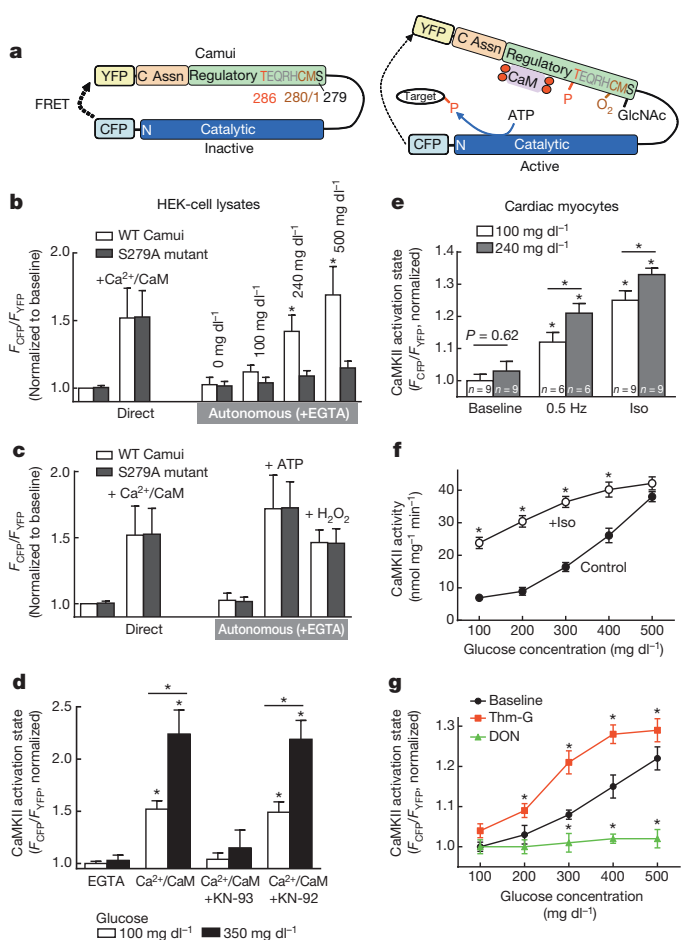 a
Camui
YFP C Assn Regulatory TEQRHCMS
286 280/1 279
FRET
CFP N Catalytic
Inactive
YFP C Assn Regulatory TEQRHCMS
CaM
P
O2
GlcNAc
Target P
ATP
CFP N Catalytic
Active
b
HEK-cell lysates
WT Camui
S279A mutant
+Ca2+/CaM
0 mg dl−1
100 mg dl−1
240 mg dl−1
500 mg dl−1
* *
FCFP/FYFP
(Normalized to baseline)
2.0
1.5
1.0
Direct
Autonomous (+EGTA)
c
WT Camui
S279A mutant
+ Ca2+/CaM
+ ATP
+ H2O2
FCFP/FYFP
(Normalized to baseline)
2.0
1.5
1.0
Direct
Autonomous (+EGTA)
d
CaMKII activation state
(FCFP/FYFP, normalized)
2.5
2.0
1.5
1.0
* * *
* * *
EGTA
Ca2+/CaM
Ca2+/CaM
+KN-93
Ca2+/CaM
+KN-92
Glucose
100 mg dl−1 350 mg dl−1
e
Cardiac myocytes
100 mg dl−1
240 mg dl−1
CaMKII activation state
(FCFP/FYFP, normalized)
1.4
1.3
1.2
1.1
1.0
P = 0.62
* * *
* * *
n = 9 n = 9 n = 6 n = 6 n = 9 n = 9
Baseline 0.5 Hz Iso
f
CaMKII activity
(nmol mg−1 min−1)
40
30
20
10
0
* * * *
+Iso
Control
100 200 300 400 500
Glucose concentration (mg dl−1)
g
Baseline
Thm-G
DON
CaMKII activation state
(FCFP/FYFP, normalized)
1.3
1.2
1.1
1.0
* * * *
* * *
100 200 300 400 500
Glucose concentration
(mg dl−1)